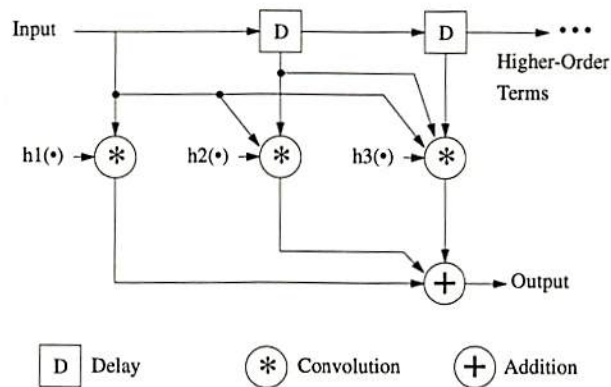 Input
D
D
•••
Higher-Order
Terms
h1(•)
*
h2(•)
*
h3(•)
*
+
Output
D Delay
* Convolution
+ Addition